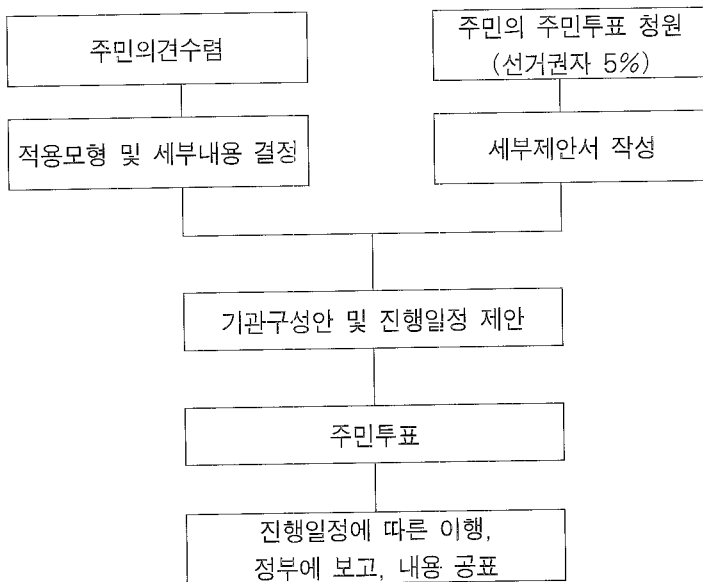 주민의견수렴
주민의 주민투표 청원
(선거권자 5%)
적용모형 및 세부내용 결정
세부제안서 작성
기관구성안 및 진행일정 제안
주민투표
진행일정에 따른 이행,
정부에 보고, 내용 공표